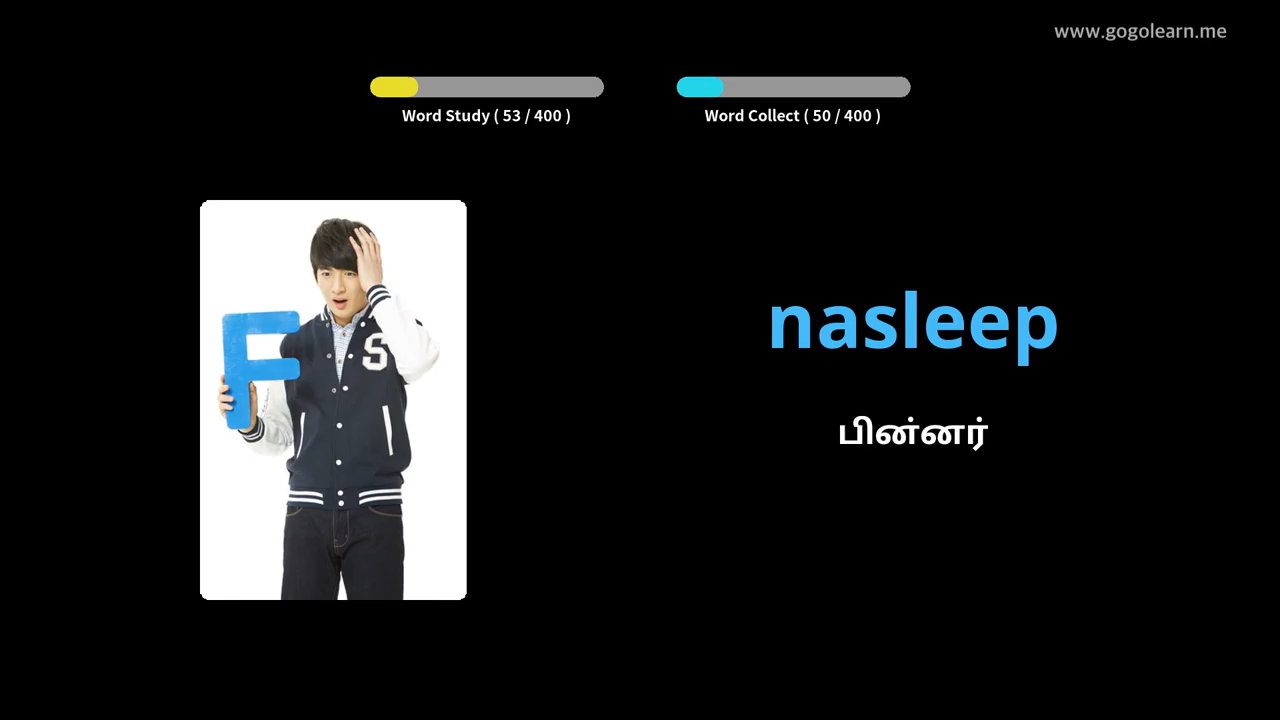 www.gogolearn.me
Word Study ( 53 / 400 )
Word Collect ( 50 / 400 )
F
S
nasleep
பின்னர்